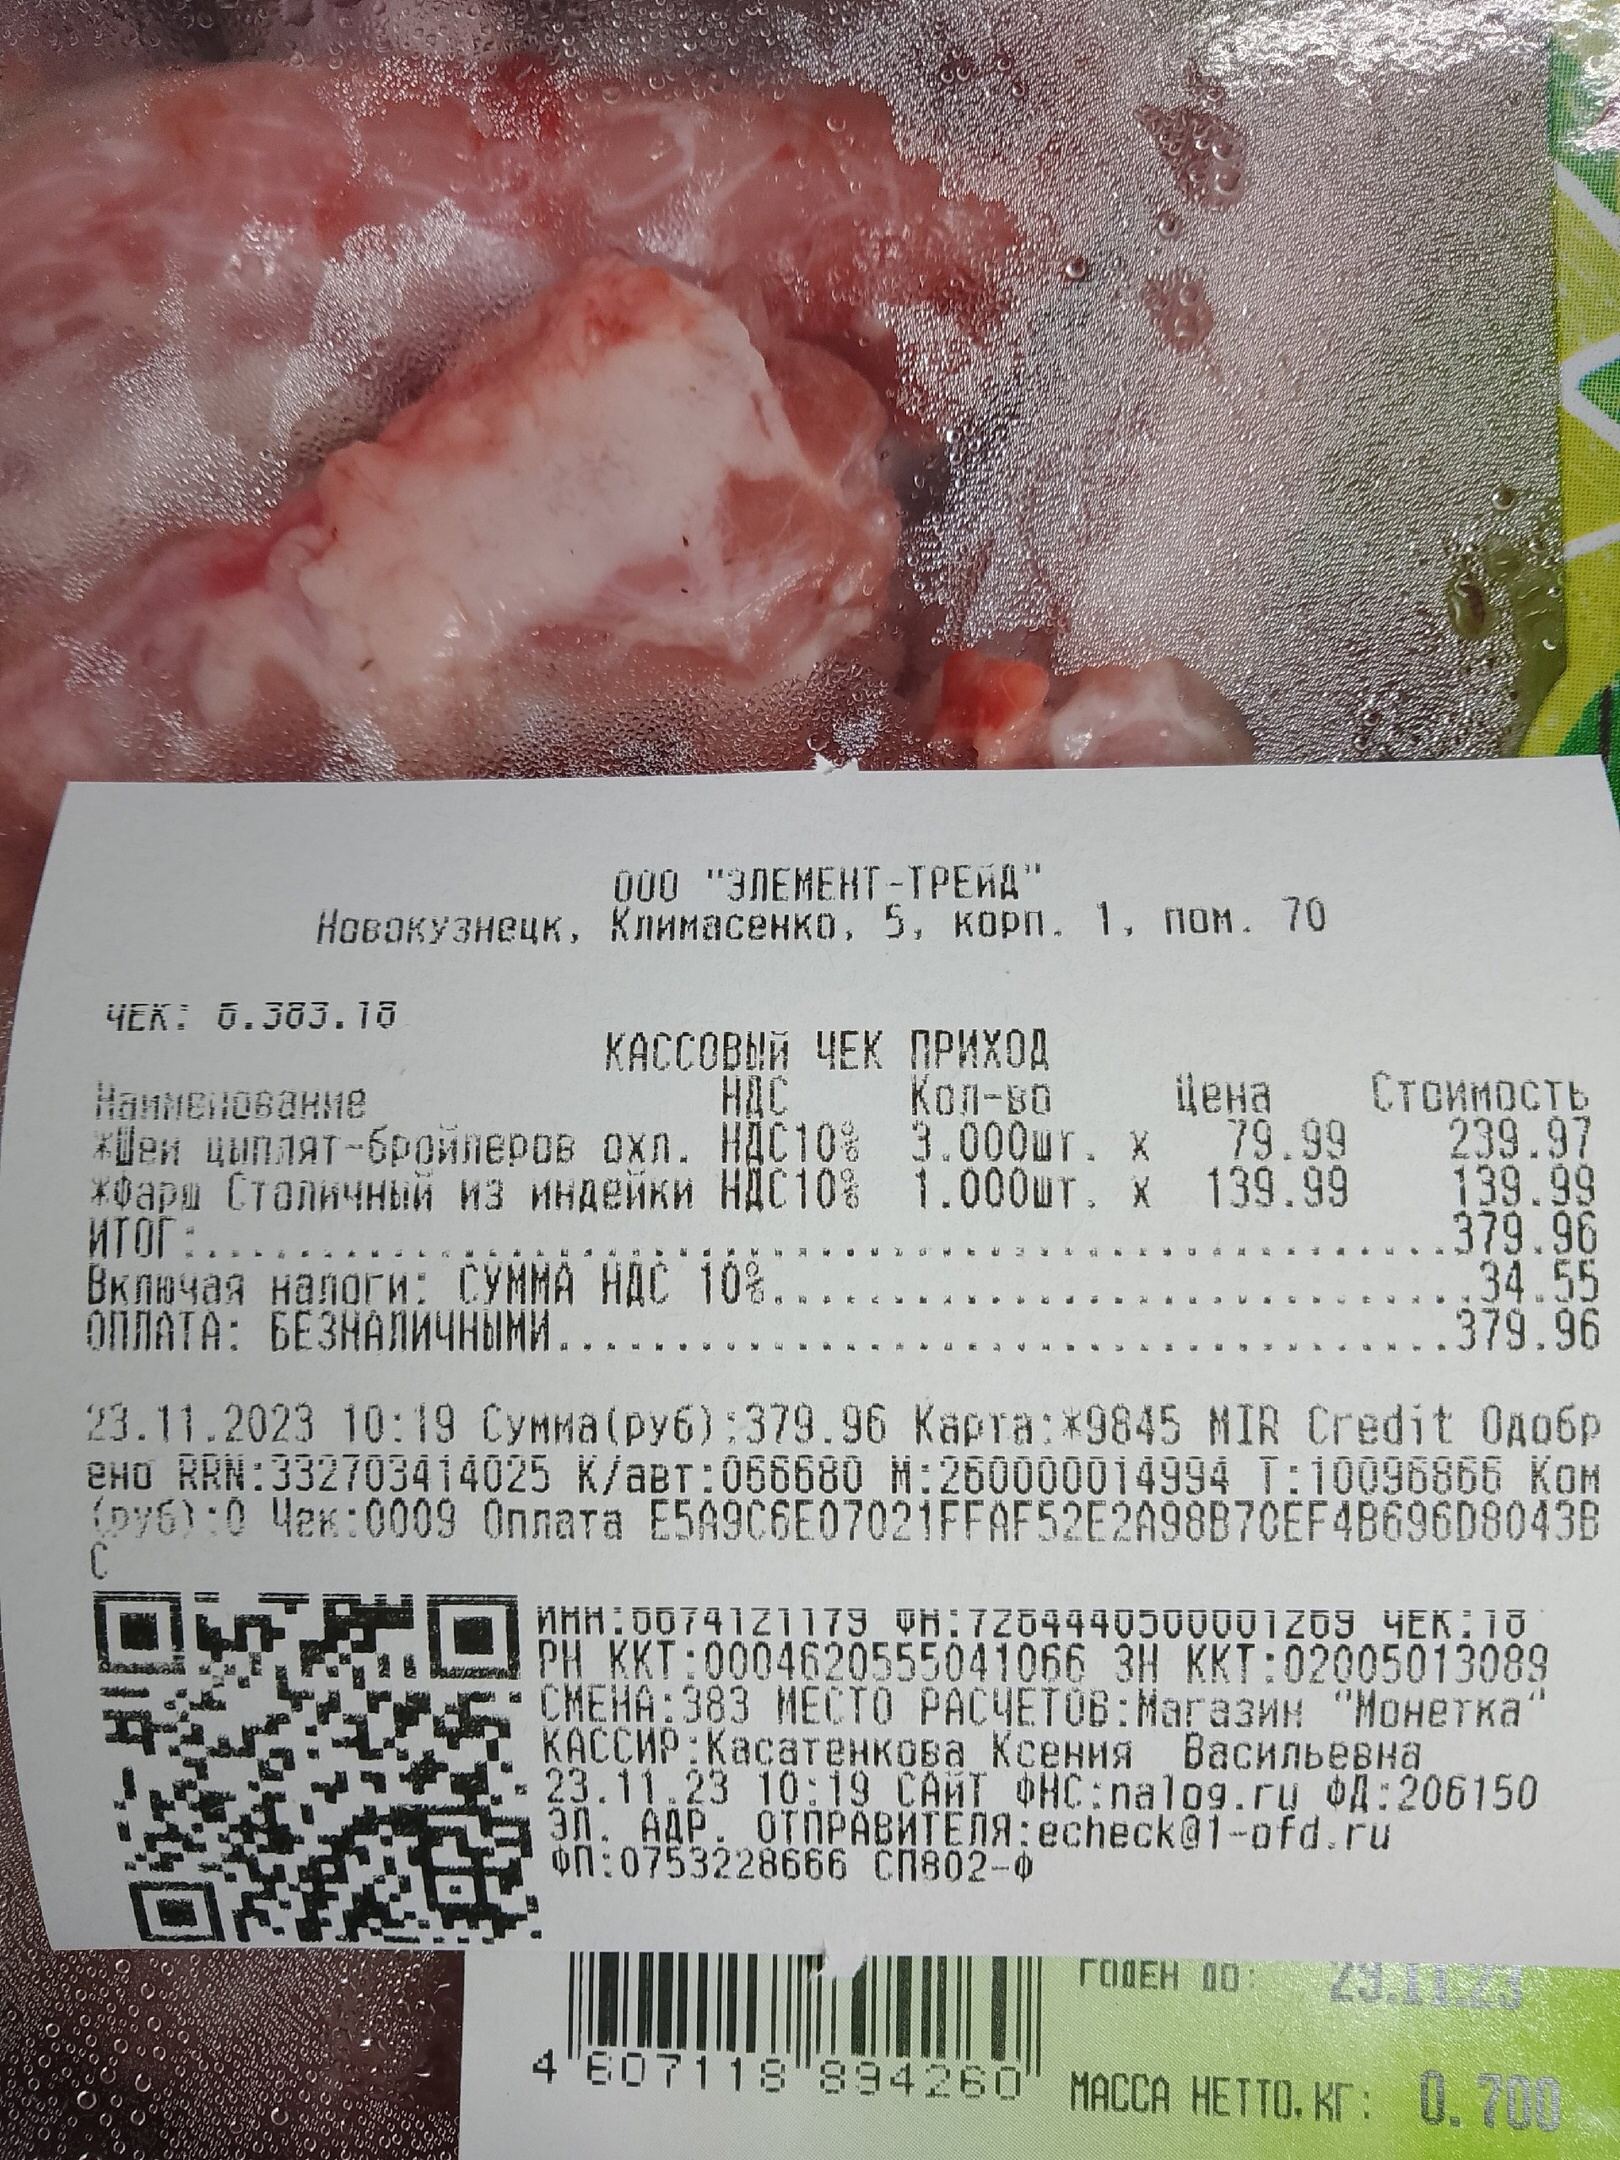 ООО "ЭЛЕМЕНТ-ТРЕЙД"
Новокузнецк, Климасенко, 5, корп. 1, пом. 70
ЧЕК: 6.383.18
КАССОВЫЙ ЧЕК ПРИХОД
Наименование НДС Кол-во Цена Стоимость
*Шеи цыплят-бройлеров охл. НДС10% 3.000шт. x 79.99 239.97
*Фарш Столичный из индейки НДС10% 1.000шт. x 139.99 139.99
ИТОГ:..........................................379.96
Включая налоги: СУММА НДС 10%..........................34.55
ОПЛАТА: БЕЗНАЛИЧНЫМИ..................................379.96
23.11.2023 10:19 Сумма(руб):379.96 Карта:*9845 MIR Credit Одобр
ено RRN:332703414025 К/авт:066680 М:260000014994 Т:10096866 Ком
(руб):0 Чек:0009 Оплата E5A9C6E07021FFAF52E2A98B7CEF4B696D8043B
C
ИНН:6674121179 ФН:7284440500001269 ЧЕК:18
РН ККТ:0004620555041066 ЗН ККТ:02005013089
СМЕНА:383 МЕСТО РАСЧЕТОВ:Магазин "Монетка"
КАССИР:Касатенкова Ксения Васильевна
23.11.23 10:19 САЙТ ФНС:nalog.ru ФД:206150
ЭЛ. АДР. ОТПРАВИТЕЛЯ:echeck@1-ofd.ru
ФП:0753228666 СП802-Ф
ГОДЕН ДО: 29.11.23
4 607118 894260
МАССА НЕТТО,КГ: 0.700